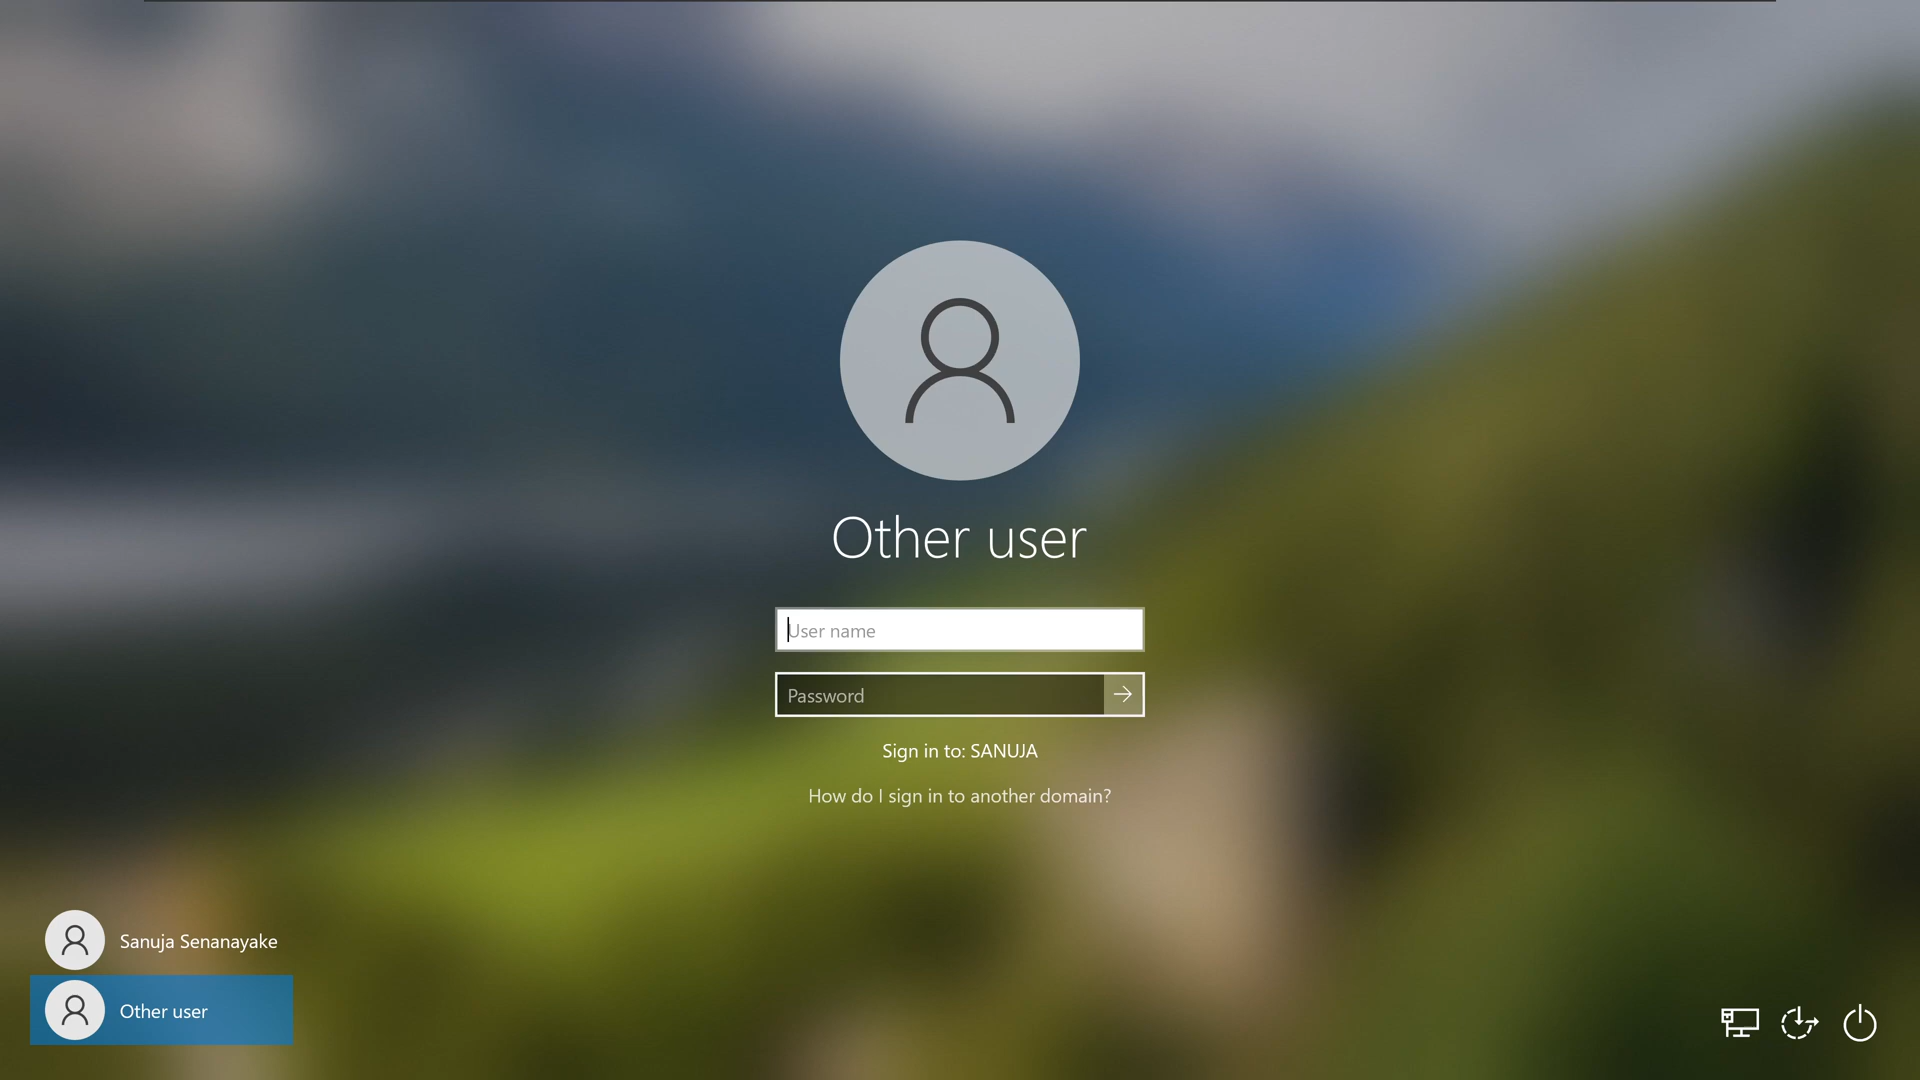 Other user
User name
Password
Sign in to: SANUJA
How do I sign in to another domain?
Sanuja Senanayake
Other user